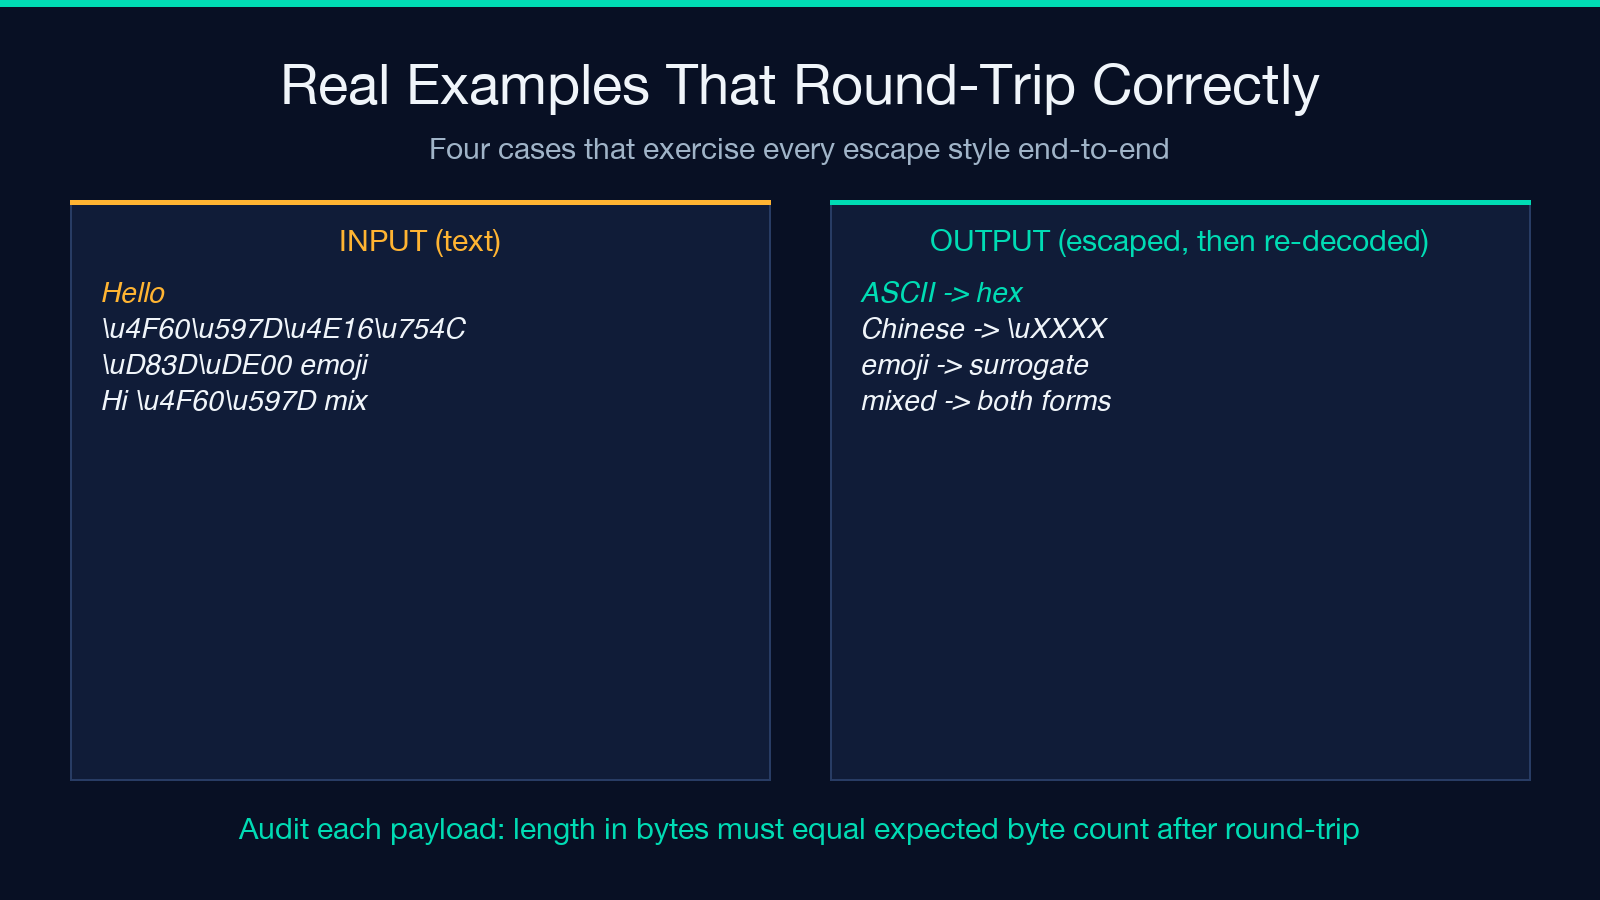 Real Examples That Round-Trip Correctly
Four cases that exercise every escape style end-to-end
INPUT (text)
Hello
\u4F60\u597D\u4E16\u754C
\uD83D\uDE00 emoji
Hi \u4F60\u597D mix
OUTPUT (escaped, then re-decoded)
ASCII -> hex
Chinese -> \uXXXX
emoji -> surrogate
mixed -> both forms
Audit each payload: length in bytes must equal expected byte count after round-trip